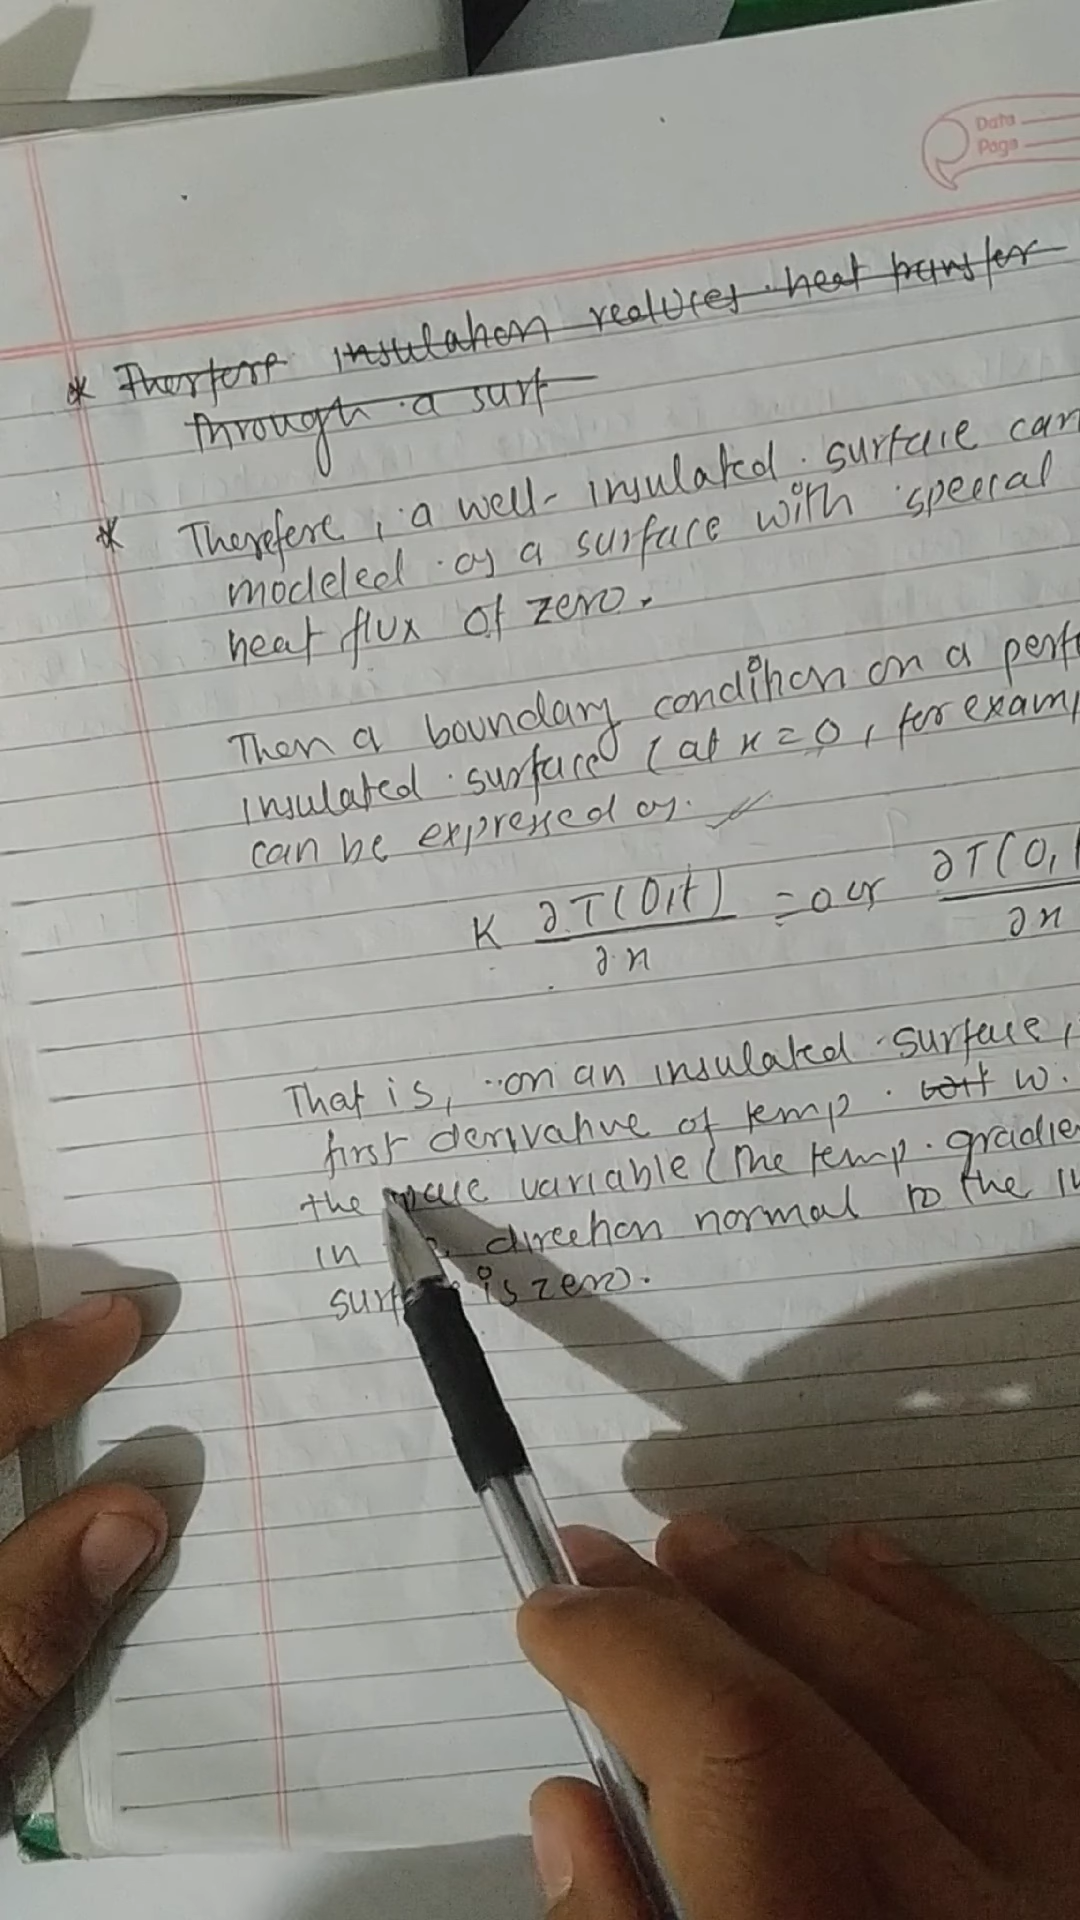 Data
Page
* Therefore insulation reduces heat transfer
through a surf
* Therefore, a well-insulated surface can
modeled as a surface with specal
heat flux of zero.
Then a boundary condition on a perf
insulated surface (at x = 0, for examp
can be expressed as.
K ∂T(0,t) / ∂x = 0 or ∂T(0, / ∂x
That is, on an insulated surface,
first derivative of temp. w.
the variable (the temp. gradie
in direction normal to the
surf is zero.